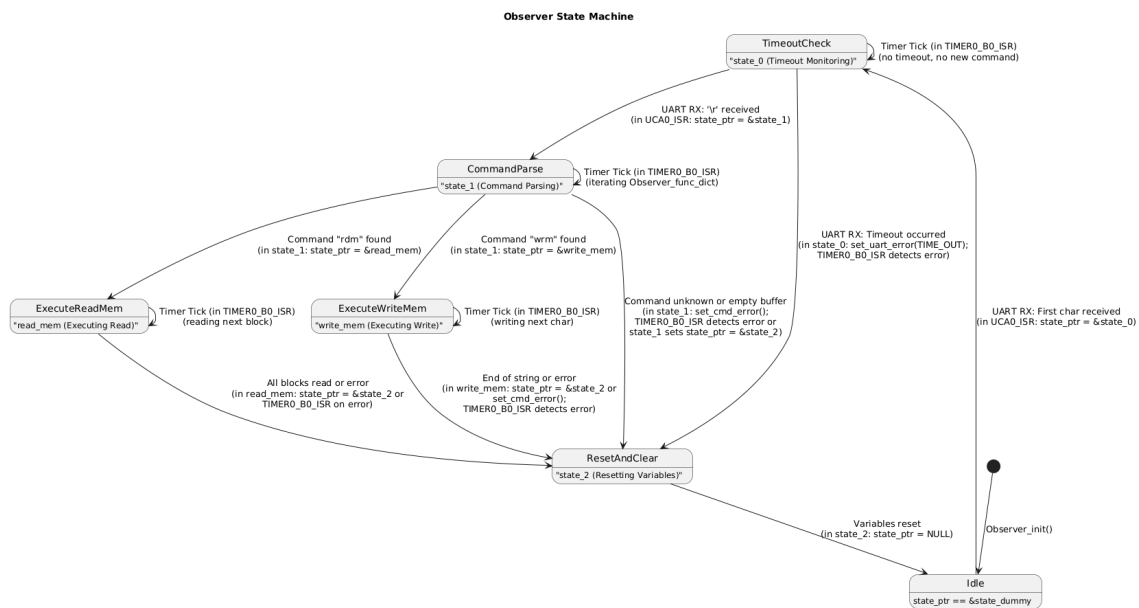 Observer State Machine
TimeoutCheck
"state_0 (Timeout Monitoring)"
Timer Tick (in TIMER0_B0_ISR)
(no timeout, no new command)
UART RX: '\r' received
(in UCA0_ISR: state_ptr = &state_1)
CommandParse
"state_1 (Command Parsing)"
Timer Tick (in TIMER0_B0_ISR)
(iterating Observer_func_dict)
Command "rdm" found
(in state_1: state_ptr = &read_mem)
Command "wrm" found
(in state_1: state_ptr = &write_mem)
UART RX: Timeout occurred
(in state_0: set_uart_error(TIME_OUT);
TIMER0_B0_ISR detects error)
ExecuteReadMem
"read_mem (Executing Read)"
Timer Tick (in TIMER0_B0_ISR)
(reading next block)
ExecuteWriteMem
"write_mem (Executing Write)"
Timer Tick (in TIMER0_B0_ISR)
(writing next char)
Command unknown or empty buffer
(in state_1: set_cmd_error();
TIMER0_B0_ISR detects error or
state_1 sets state_ptr = &state_2)
UART RX: First char received
(in UCA0_ISR: state_ptr = &state_0)
All blocks read or error
(in read_mem: state_ptr = &state_2 or
TIMER0_B0_ISR on error)
End of string or error
(in write_mem: state_ptr = &state_2 or
set_cmd_error();
TIMER0_B0_ISR detects error)
ResetAndClear
"state_2 (Resetting Variables)"
Variables reset
(in state_2: state_ptr = NULL)
Observer_init()
Idle
state_ptr == &state_dummy